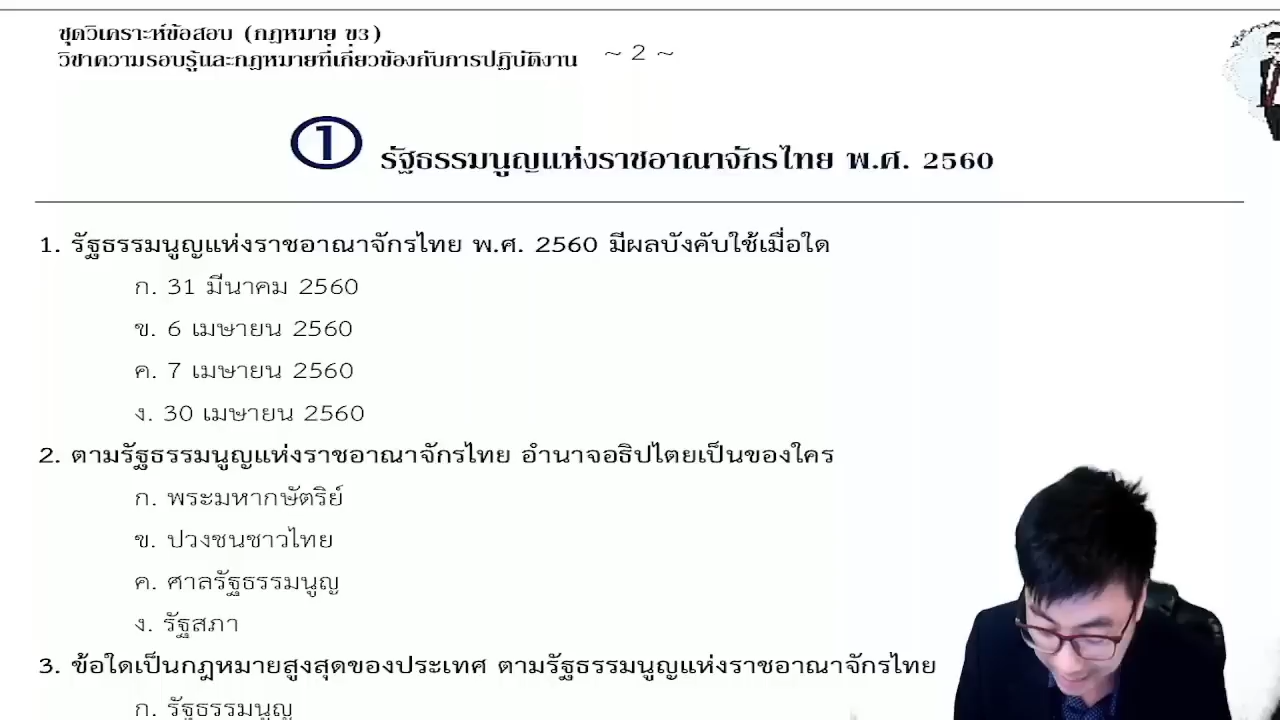 ชุดวิเคราะห์ข้อสอบ (กฎหมาย ข3)
วิชาความรอบรู้และกฎหมายที่เกี่ยวข้องกับการปฏิบัติงาน
~ 2 ~
① รัฐธรรมนูญแห่งราชอาณาจักรไทย พ.ศ. 2560
1. รัฐธรรมนูญแห่งราชอาณาจักรไทย พ.ศ. 2560 มีผลบังคับใช้เมื่อใด
ก. 31 มีนาคม 2560
ข. 6 เมษายน 2560
ค. 7 เมษายน 2560
ง. 30 เมษายน 2560
2. ตามรัฐธรรมนูญแห่งราชอาณาจักรไทย อำนาจอธิปไตยเป็นของใคร
ก. พระมหากษัตริย์
ข. ปวงชนชาวไทย
ค. ศาลรัฐธรรมนูญ
ง. รัฐสภา
3. ข้อใดเป็นกฎหมายสูงสุดของประเทศ ตามรัฐธรรมนูญแห่งราชอาณาจักรไทย
ก. รัฐธรรมนูญ